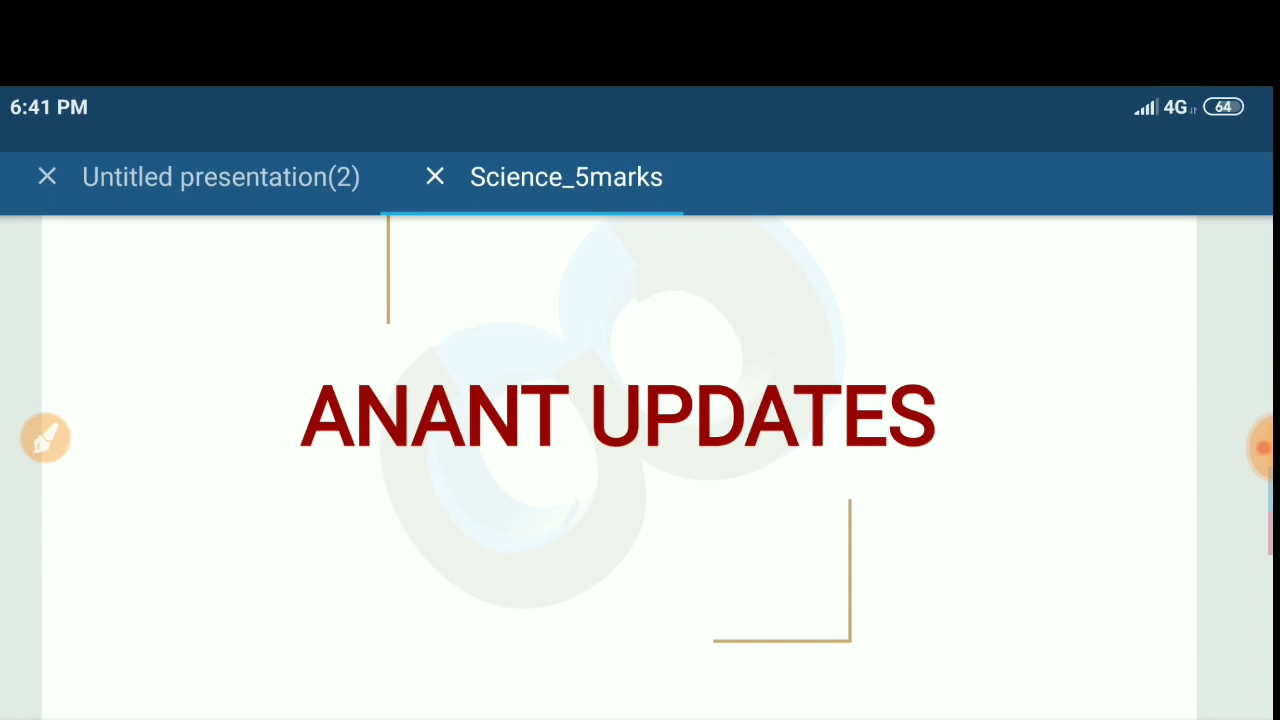 6:41 PM 4G 64
Untitled presentation(2) Science_5marks
ANANT UPDATES